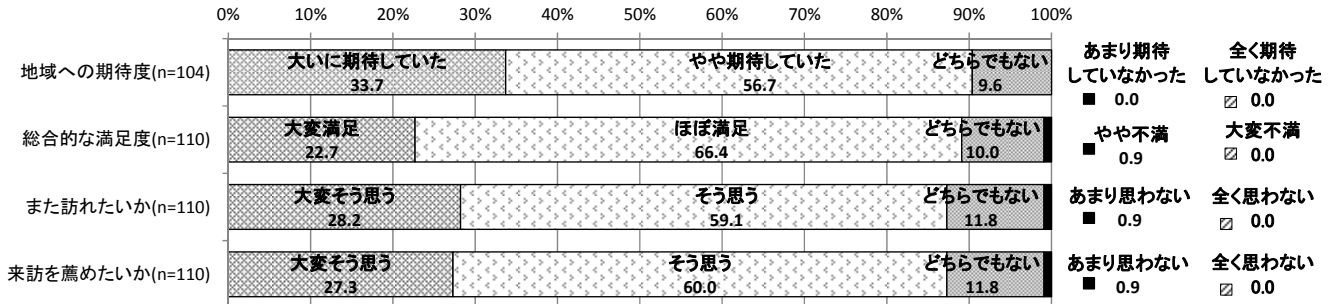 0% 10% 20% 30% 40% 50% 60% 70% 80% 90% 100%
地域への期待度(n=104)
大いに期待していた やや期待していた どちらでもない
33.7 56.7 9.6
あまり期待 全く期待
していなかった していなかった
0.0 0.0
総合的な満足度(n=110)
大変満足 ほぼ満足 どちらでもない
22.7 66.4 10.0
やや不満 大変不満
0.9 0.0
また訪れたいか(n=110)
大変そう思う そう思う どちらでもない
28.2 59.1 11.8
あまり思わない 全く思わない
0.9 0.0
来訪を薦めたいか(n=110)
大変そう思う そう思う どちらでもない
27.3 60.0 11.8
あまり思わない 全く思わない
0.9 0.0